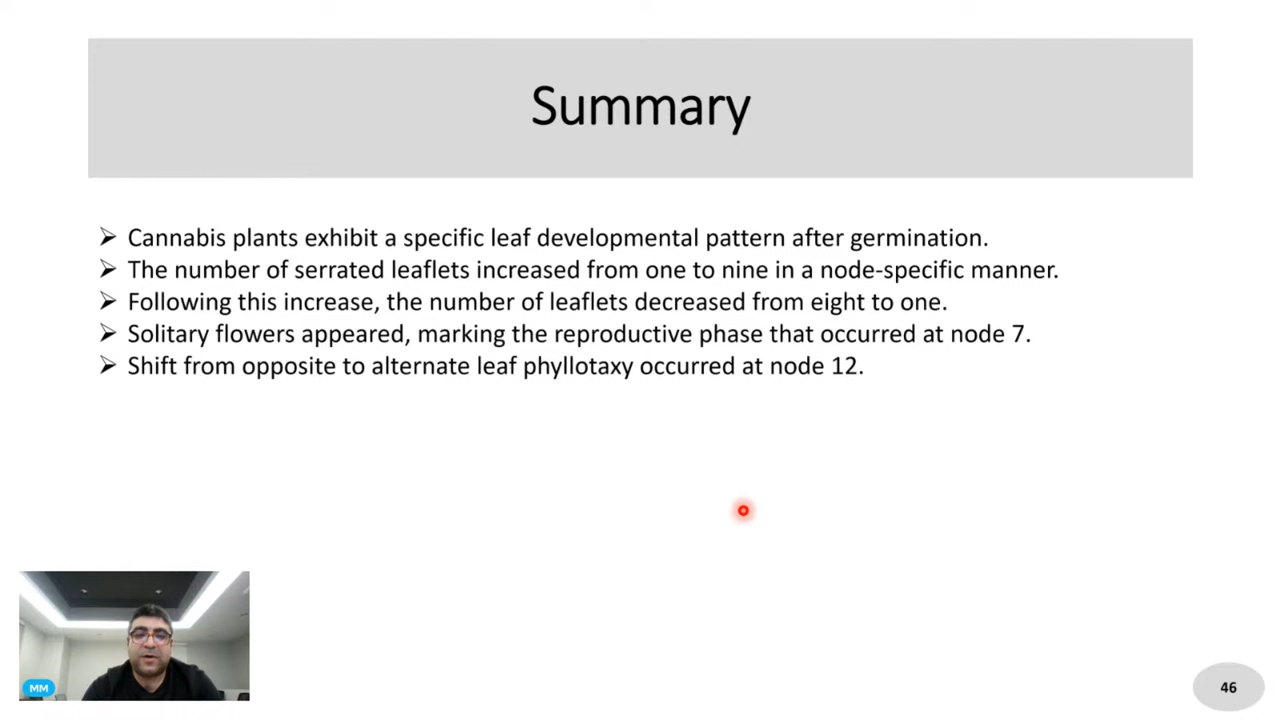 Summary
➢ Cannabis plants exhibit a specific leaf developmental pattern after germination.
➢ The number of serrated leaflets increased from one to nine in a node-specific manner.
➢ Following this increase, the number of leaflets decreased from eight to one.
➢ Solitary flowers appeared, marking the reproductive phase that occurred at node 7.
➢ Shift from opposite to alternate leaf phyllotaxy occurred at node 12.
MM
46